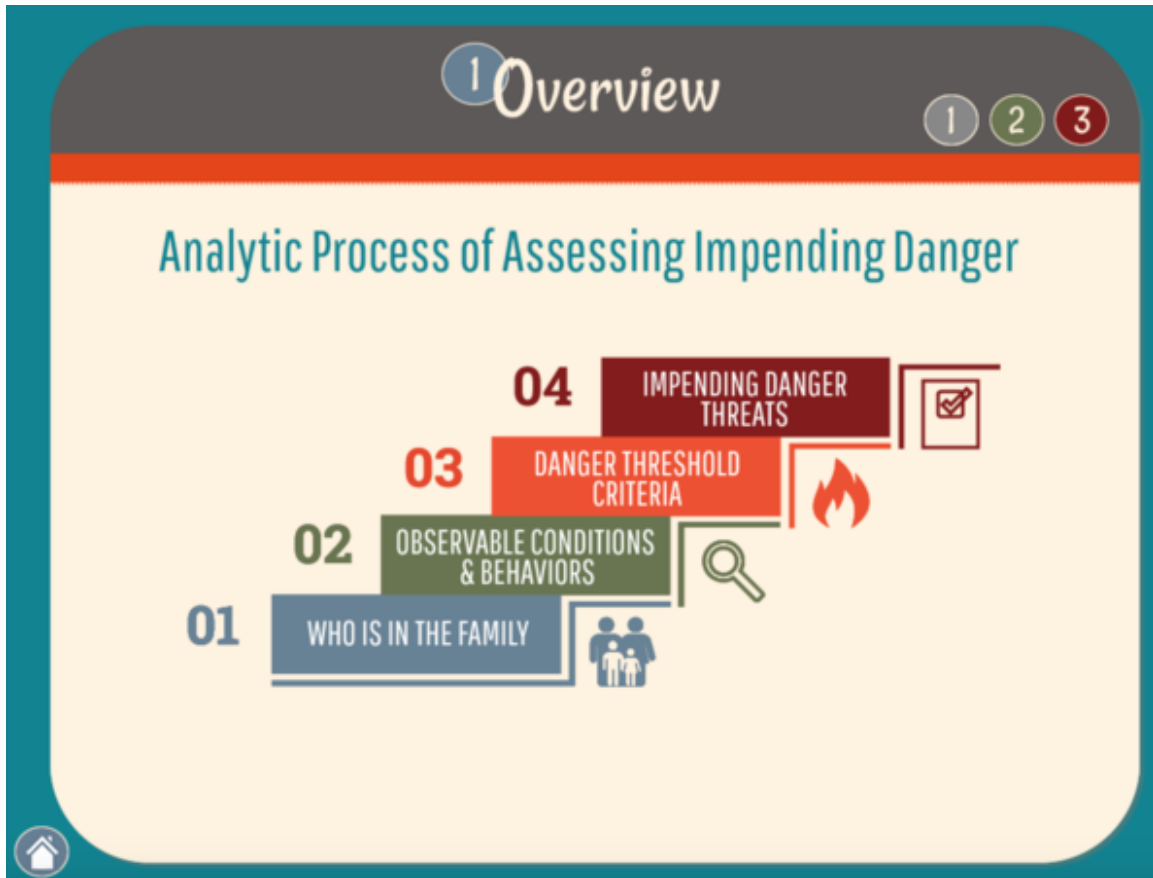 1 Overview
1 2 3
Analytic Process of Assessing Impending Danger
04 IMPENDING DANGER
THREATS
03 DANGER THRESHOLD
CRITERIA
02 OBSERVABLE CONDITIONS
& BEHAVIORS
01 WHO IS IN THE FAMILY